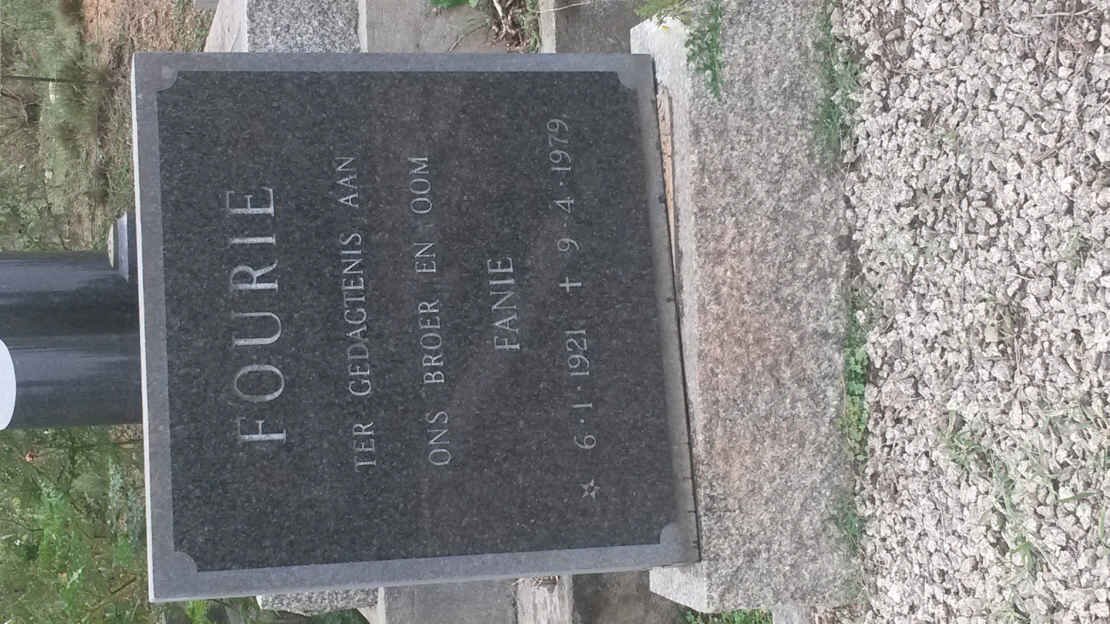 FOURIE
TER GEDAGTENIS AAN
ONS BROER EN OOM
FANIE
☆ 6·1·1921 ✝ 9·4·1979